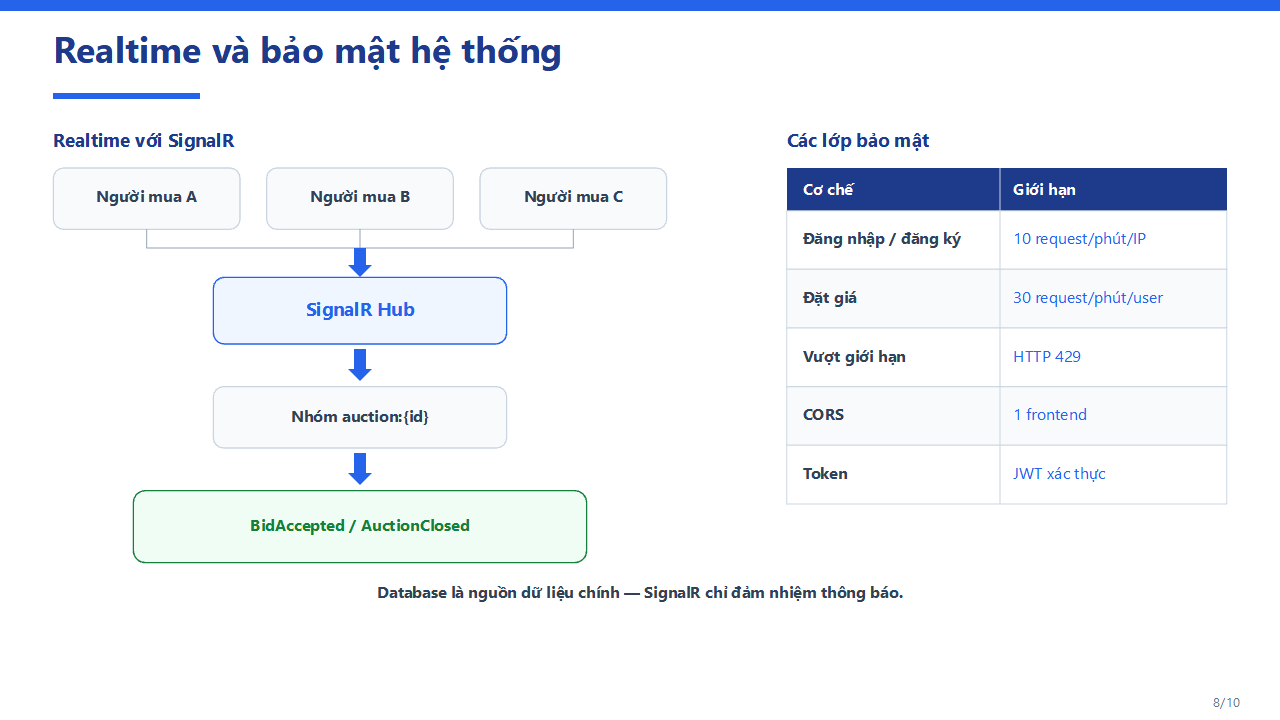 Realtime và bảo mật hệ thống
Realtime với SignalR
Người mua A
Người mua B
Người mua C
SignalR Hub
Nhóm auction:{id}
BidAccepted / AuctionClosed
Các lớp bảo mật
Cơ chế Giới hạn
Đăng nhập / đăng ký 10 request/phút/IP
Đặt giá 30 request/phút/user
Vượt giới hạn HTTP 429
CORS 1 frontend
Token JWT xác thực
Database là nguồn dữ liệu chính — SignalR chỉ đảm nhiệm thông báo.
8/10